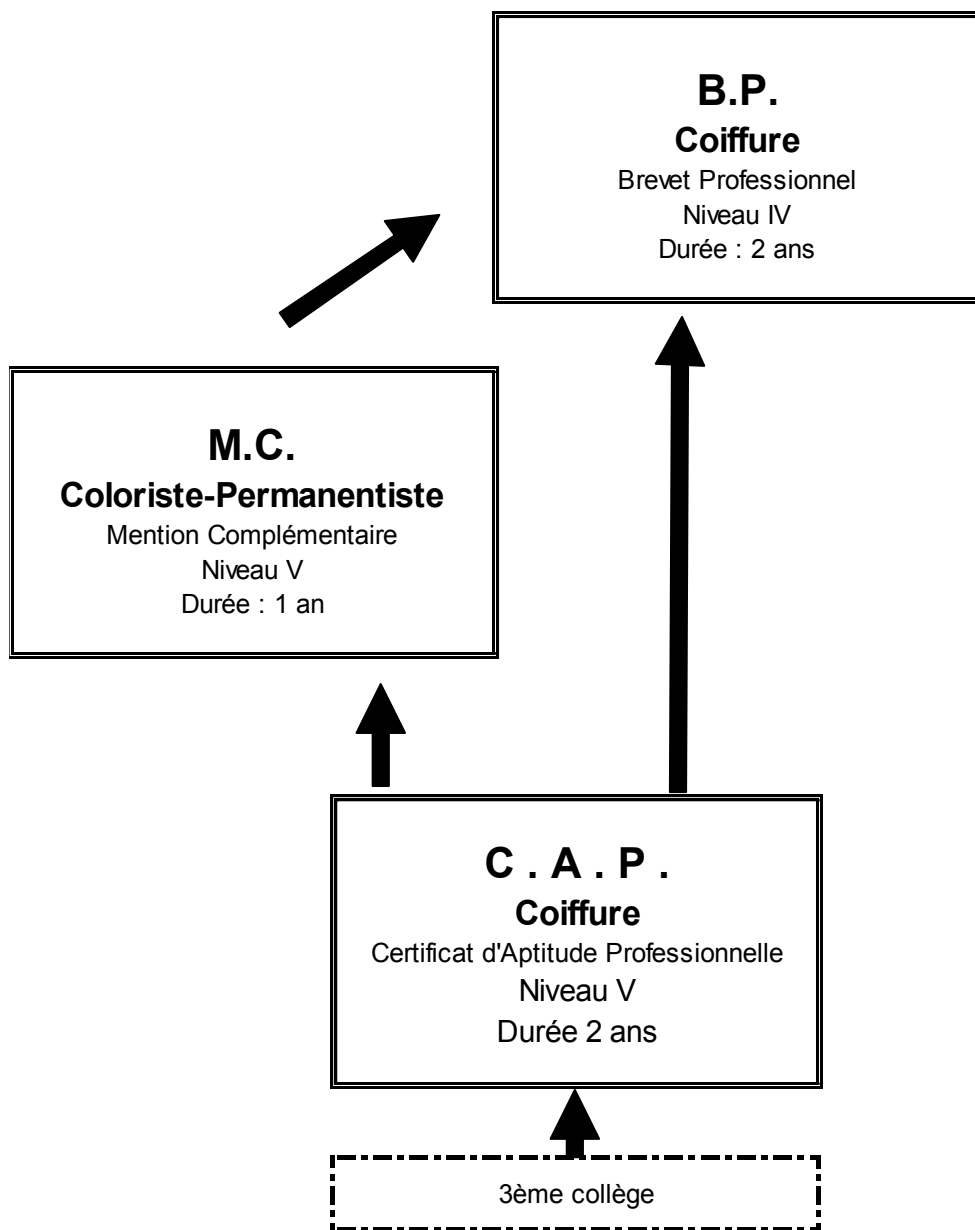 B.P.
Coiffure
Brevet Professionnel
Niveau IV
Durée : 2 ans
M.C.
Coloriste-Permanentiste
Mention Complémentaire
Niveau V
Durée : 1 an
C . A . P .
Coiffure
Certificat d'Aptitude Professionnelle
Niveau V
Durée 2 ans
3ème collège